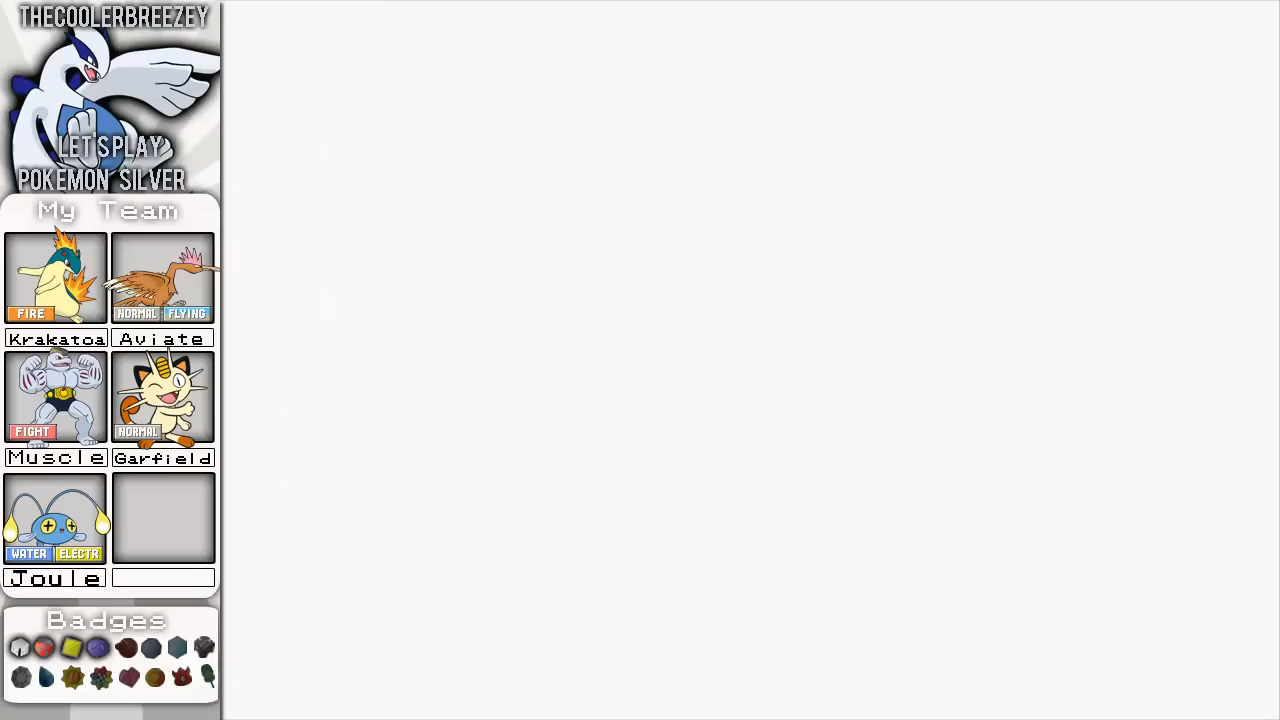 THECOOLERBREEZEY
LET'S PLAY
POKEMON SILVER
My Team
FIRE
NORMAL FLYING
Krakatoa Aviate
FIGHT NORMAL
Muscle Garfield
WATER ELECTR
Joule
Badges